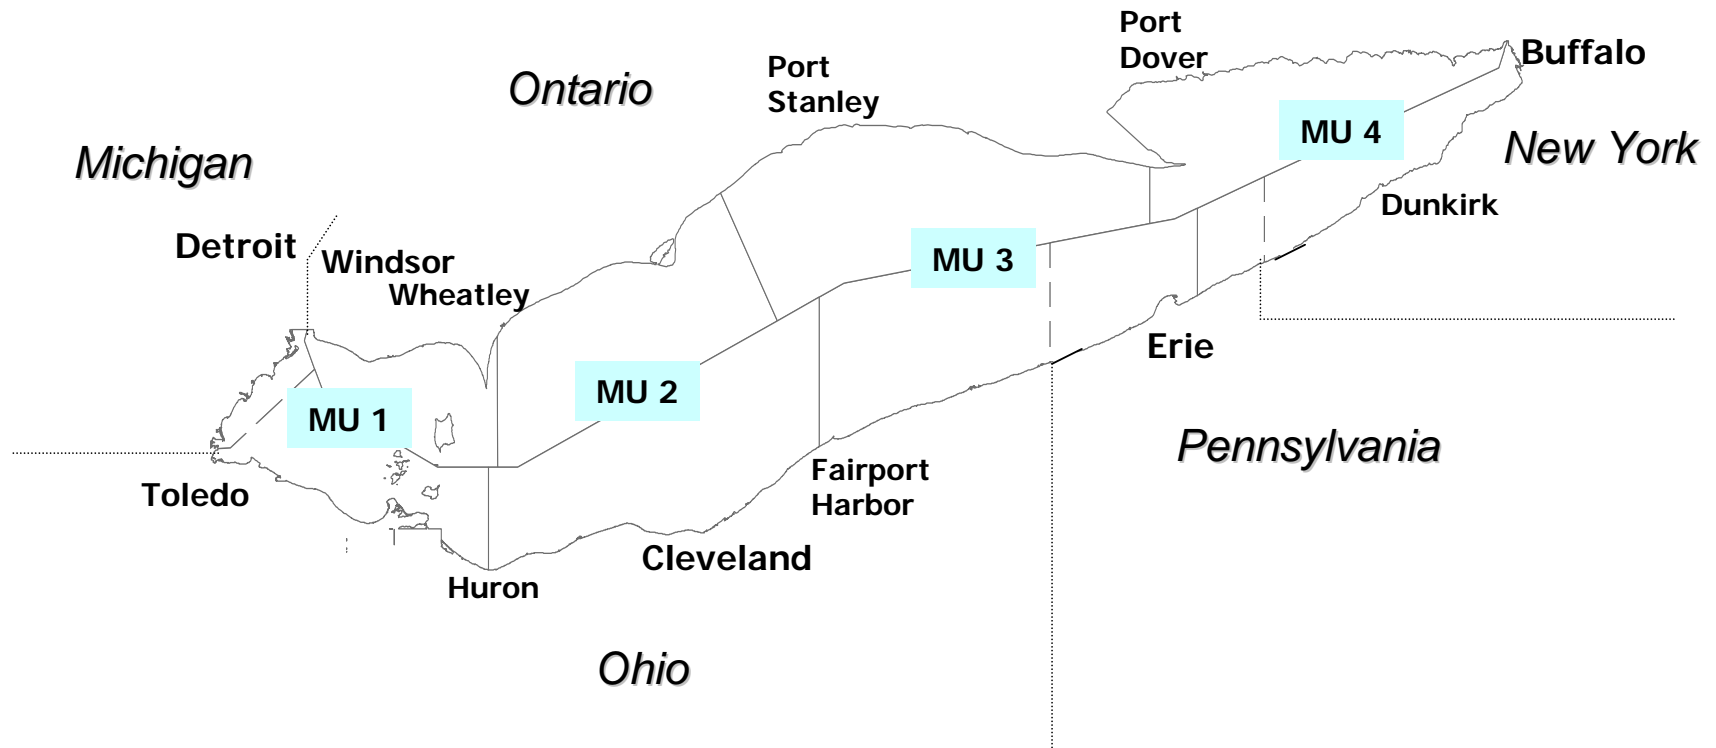 Port
Dover
Buffalo
Port
Stanley
Ontario
MU 4
Michigan
New York
Dunkirk
Detroit
Windsor
MU 3
Wheatley
Erie
MU 2
MU 1
Pennsylvania
Fairport
Harbor
Toledo
Cleveland
Huron
Ohio